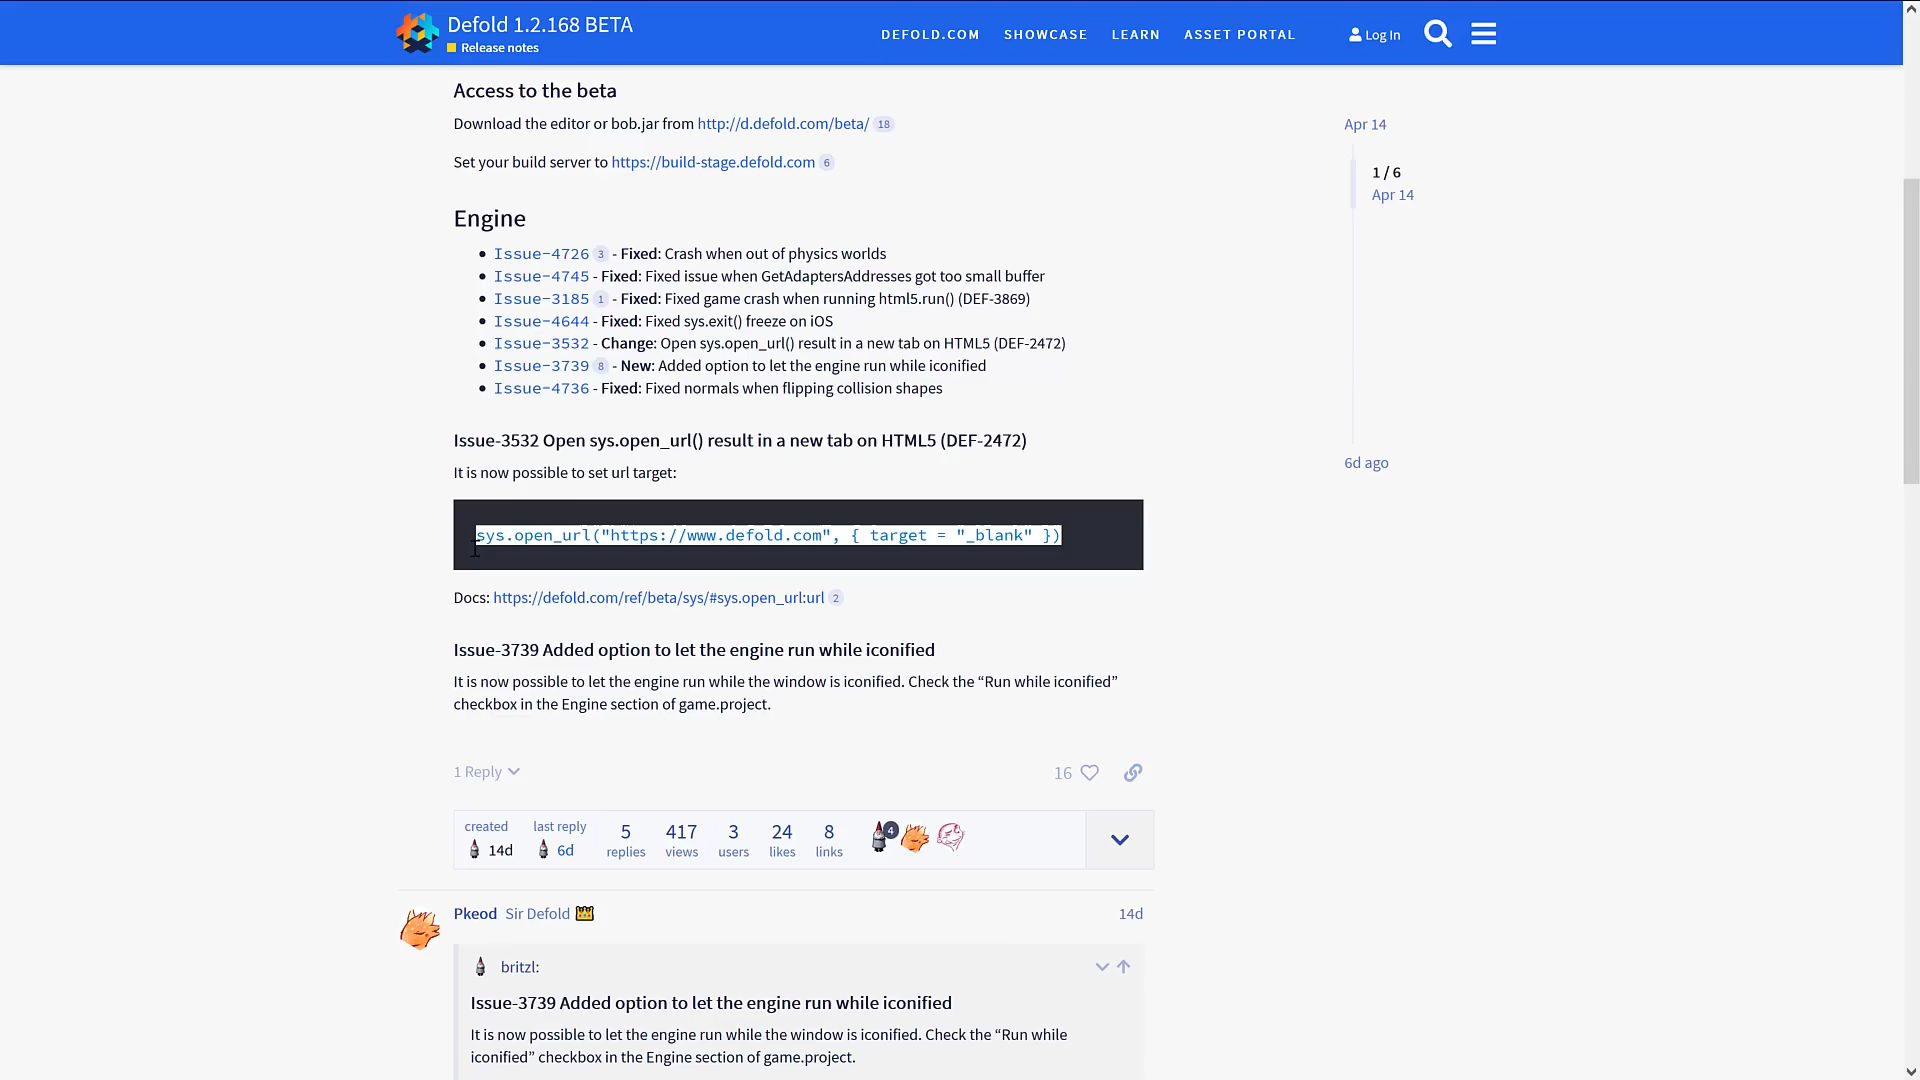 Defold 1.2.168 BETA
Release notes
DEFOLD.COM SHOWCASE LEARN ASSET PORTAL
Log In
Access to the beta
Download the editor or bob.jar from http://d.defold.com/beta/ 18
Set your build server to https://build-stage.defold.com 6
Apr 14
1 / 6
Apr 14
6d ago
Engine
Issue-4726 3 - Fixed: Crash when out of physics worlds
Issue-4745 - Fixed: Fixed issue when GetAdaptersAddresses got too small buffer
Issue-3185 1 - Fixed: Fixed game crash when running html5.run() (DEF-3869)
Issue-4644 - Fixed: Fixed sys.exit() freeze on iOS
Issue-3532 - Change: Open sys.open_url() result in a new tab on HTML5 (DEF-2472)
Issue-3739 8 - New: Added option to let the engine run while iconified
Issue-4736 - Fixed: Fixed normals when flipping collision shapes
Issue-3532 Open sys.open_url() result in a new tab on HTML5 (DEF-2472)
It is now possible to set url target:
sys.open_url("https://www.defold.com", { target = "_blank" })
Docs: https://defold.com/ref/beta/sys/#sys.open_url:url 2
Issue-3739 Added option to let the engine run while iconified
It is now possible to let the engine run while the window is iconified. Check the “Run while iconified”
checkbox in the Engine section of game.project.
1 Reply
16
created last reply 5 417 3 24 8 4
14d 6d replies views users likes links
Pkeod Sir Defold 14d
britzl:
Issue-3739 Added option to let the engine run while iconified
It is now possible to let the engine run while the window is iconified. Check the “Run while
iconified” checkbox in the Engine section of game.project.